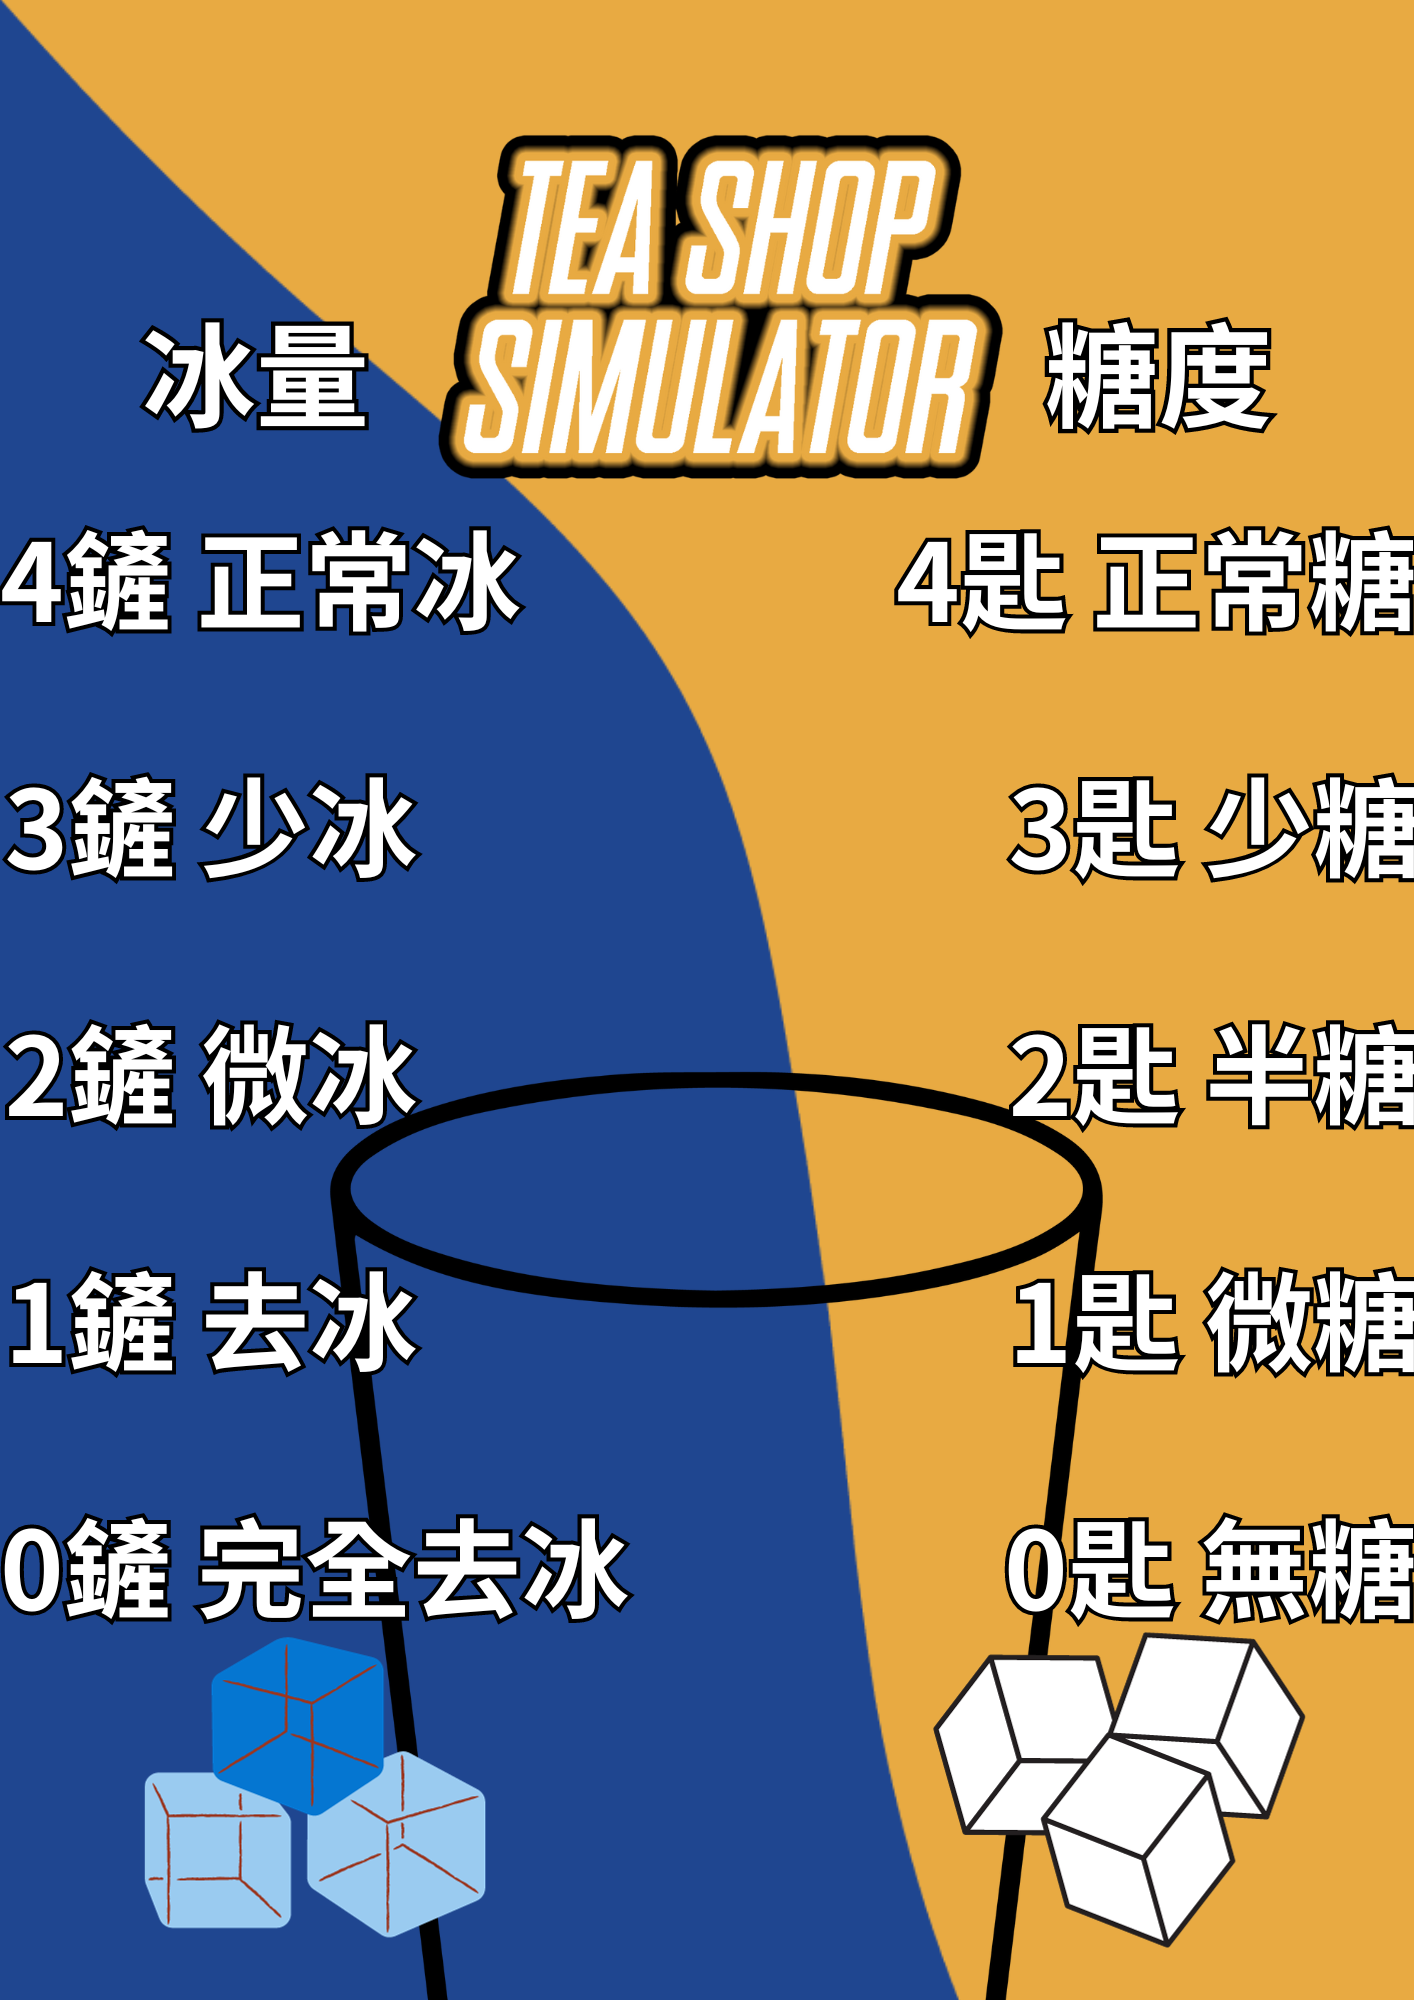 TEA SHOP
SIMULATOR
冰量
糖度
4鏟 正常冰
4匙 正常糖
3鏟 少冰
3匙 少糖
2鏟 微冰
2匙 半糖
1鏟 去冰
1匙 微糖
0鏟 完全去冰
0匙 無糖